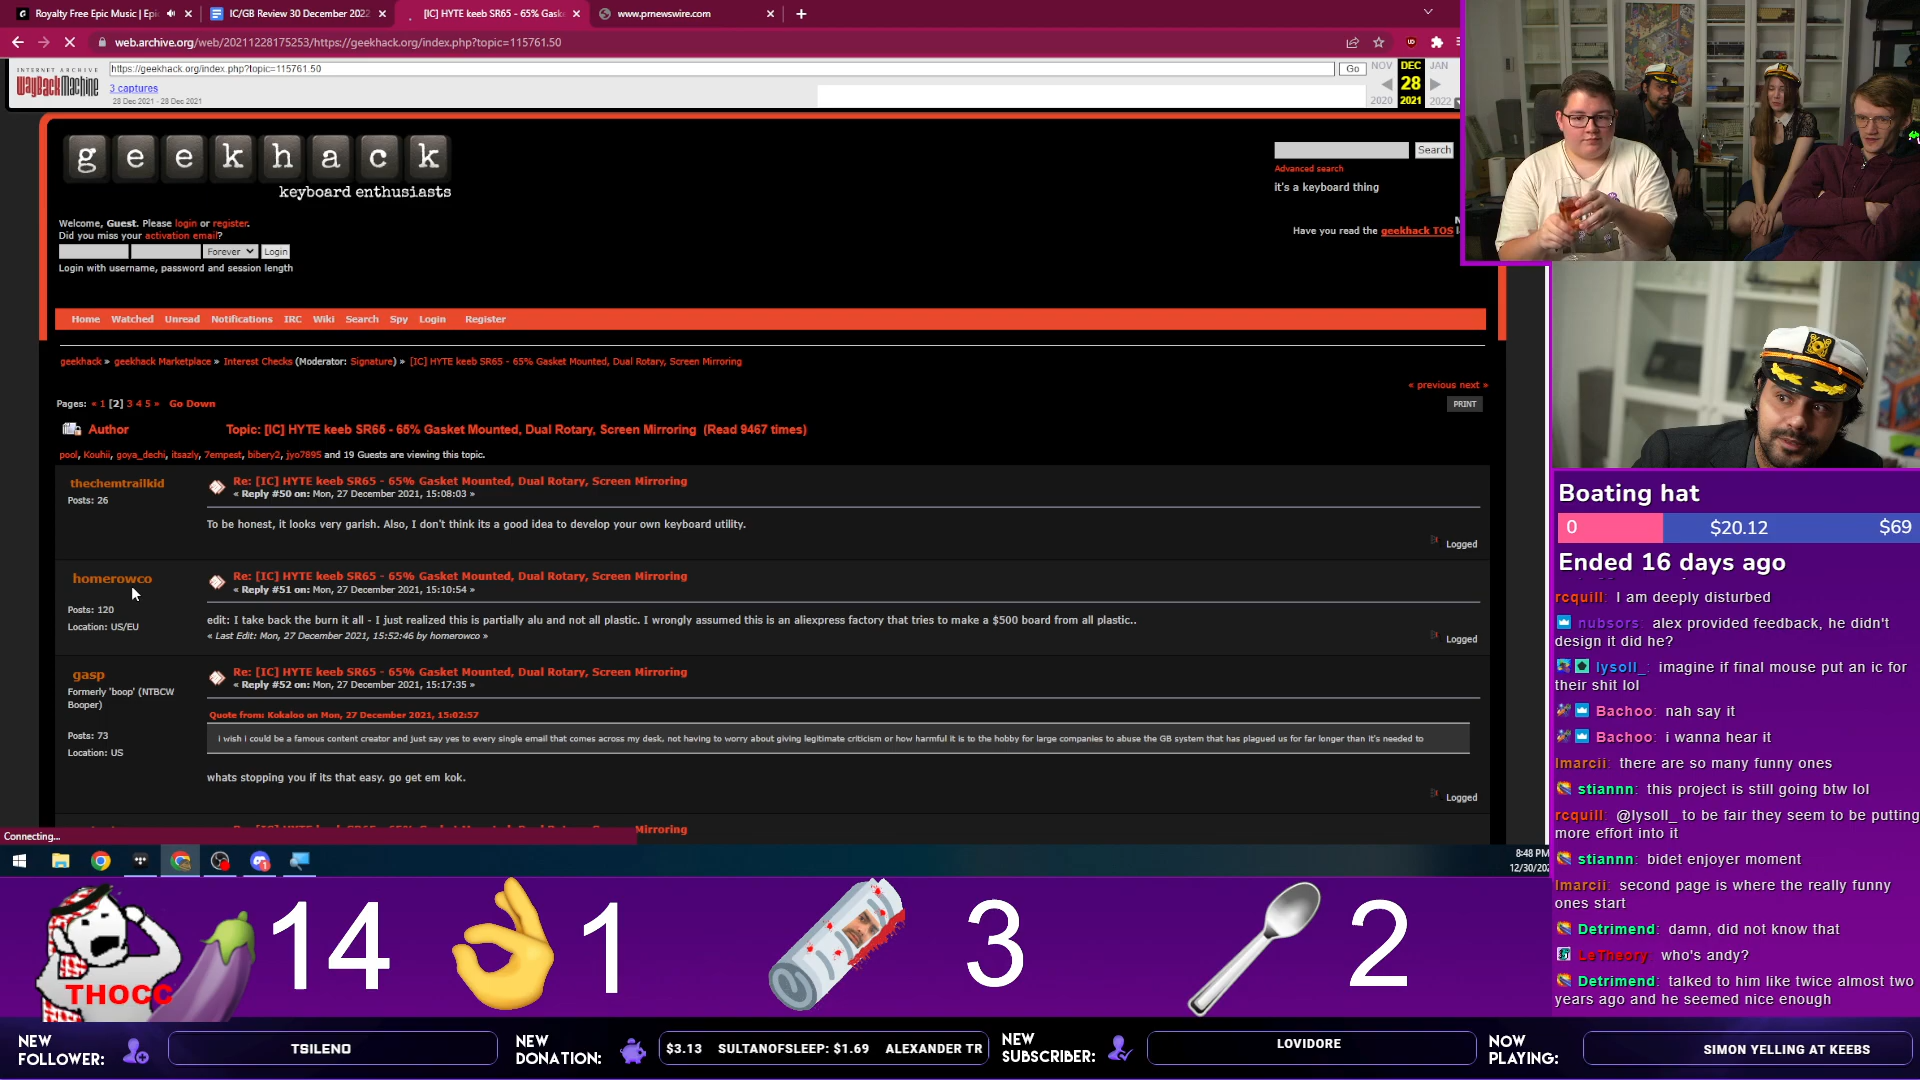 Royalty Free Epic Music | Epi
IC/GB Review 30 December 2022
[IC] HYTE keeb SR65 - 65% Gask
www.prnewswire.com
web.archive.org/web/20211228175253/https://geekhack.org/index.php?topic=115761.50
INTERNET ARCHIVE
WayBackMachine
https://geekhack.org/index.php?topic=115761.50
Go
NOV DEC JAN
3 captures
28
28 Dec 2021 - 28 Dec 2021
2020 2021 2022
geekhack
keyboard enthusiasts
Search
Advanced search
it's a keyboard thing
Welcome, Guest. Please login or register.
Did you miss your activation email?
Forever
Login
Login with username, password and session length
N
Have you read the geekhack TOS
Home Watched Unread Notifications IRC Wiki Search Spy Login Register
geekhack » geekhack Marketplace » Interest Checks (Moderator: Signature) » [IC] HYTE keeb SR65 - 65% Gasket Mounted, Dual Rotary, Screen Mirroring
« previous next »
Pages: « 1 [2] 3 4 5 » Go Down
PRINT
Author
Topic: [IC] HYTE keeb SR65 - 65% Gasket Mounted, Dual Rotary, Screen Mirroring (Read 9467 times)
pool, Kouhii, goya_dechi, itsazly, 7empest, bibery2, jyo7895 and 19 Guests are viewing this topic.
thechemtrailkid
Posts: 26
Re: [IC] HYTE keeb SR65 - 65% Gasket Mounted, Dual Rotary, Screen Mirroring
« Reply #50 on: Mon, 27 December 2021, 15:08:03 »
To be honest, it looks very garish. Also, I don't think its a good idea to develop your own keyboard utility.
Logged
homerowco
Posts: 120
Location: US/EU
Re: [IC] HYTE keeb SR65 - 65% Gasket Mounted, Dual Rotary, Screen Mirroring
« Reply #51 on: Mon, 27 December 2021, 15:10:54 »
edit: I take back the burn it all - I just realized this is partially alu and not all plastic. I wrongly assumed this is an aliexpress factory that tries to make a $500 board from all plastic..
« Last Edit: Mon, 27 December 2021, 15:52:46 by homerowco »
Logged
gasp
Formerly 'boop' (NTBCW
Booper)
Posts: 73
Location: US
Re: [IC] HYTE keeb SR65 - 65% Gasket Mounted, Dual Rotary, Screen Mirroring
« Reply #52 on: Mon, 27 December 2021, 15:17:35 »
Quote from: Kokaloo on Mon, 27 December 2021, 15:02:57
i wish i could be a famous content creator and just say yes to every single email that comes across my desk, not having to worry about giving legitimate criticism or how harmful it is to the hobby for large companies to abuse the GB system that has plagued us for far longer than it's needed to
whats stopping you if its that easy. go get em kok.
Logged
Re: [IC] HYTE keeb SR65 - 65% Gasket Mounted, Dual Rotary, Screen Mirroring
Connecting...
8:48 PM
12/30/202
Boating hat
0 $20.12 $69
Ended 16 days ago
rcquill: I am deeply disturbed
nubsors: alex provided feedback, he didn't
design it did he?
lysoll_: imagine if final mouse put an ic for
their shit lol
Bachoo: nah say it
Bachoo: i wanna hear it
lmarcii: there are so many funny ones
stiannn: this project is still going btw lol
rcquill: @lysoll_ to be fair they seem to be putting
more effort into it
stiannn: bidet enjoyer moment
lmarcii: second page is where the really funny
ones start
Detrimend: damn, did not know that
LeTheory: who's andy?
Detrimend: talked to him like twice almost two
years ago and he seemed nice enough
THOCC
14
1
3
2
NEW
FOLLOWER:
TSILENO
NEW
DONATION:
$3.13 SULTANOFSLEEP: $1.69 ALEXANDER TR
NEW
SUBSCRIBER:
LOVIDORE
NOW
PLAYING:
SIMON YELLING AT KEEBS